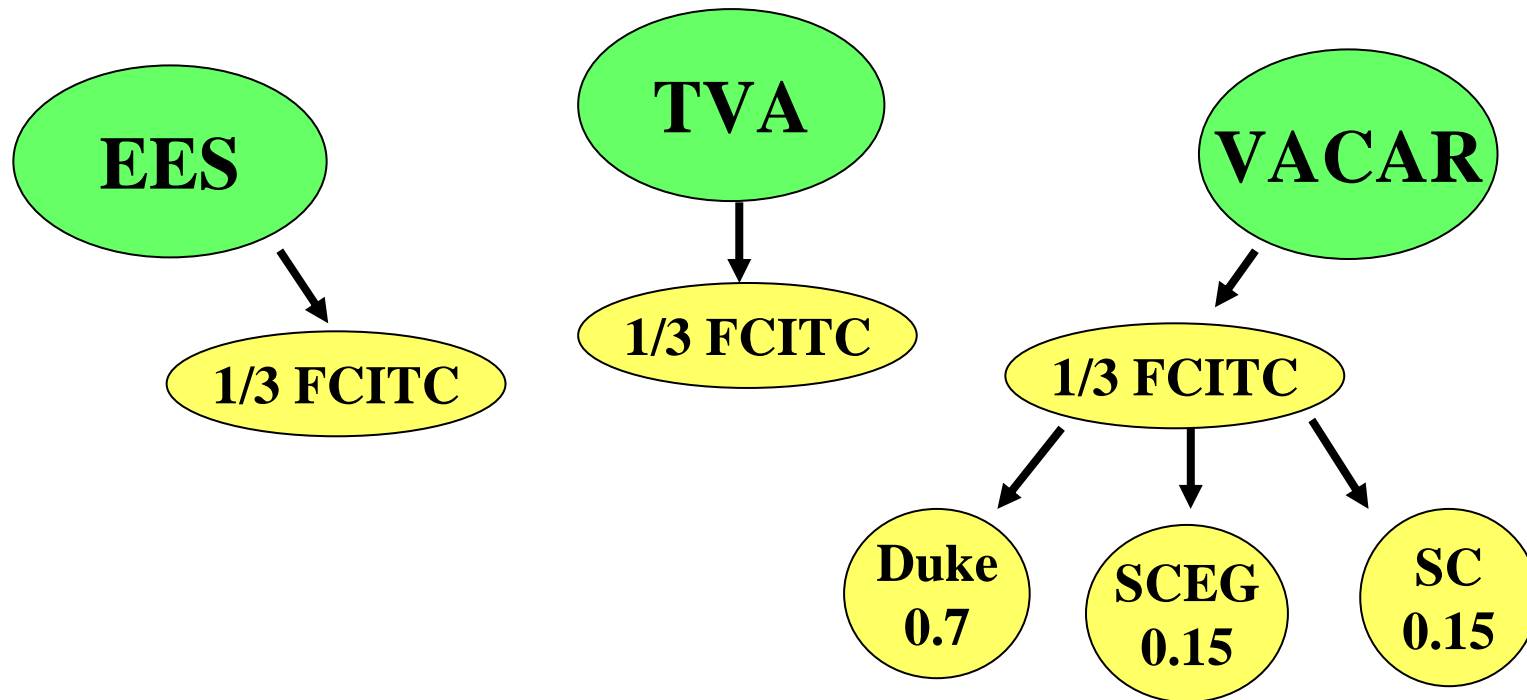 EES
TVA
VACAR
1/3 FCITC
1/3 FCITC
1/3 FCITC
Duke
0.7
SCEG
0.15
SC
0.15